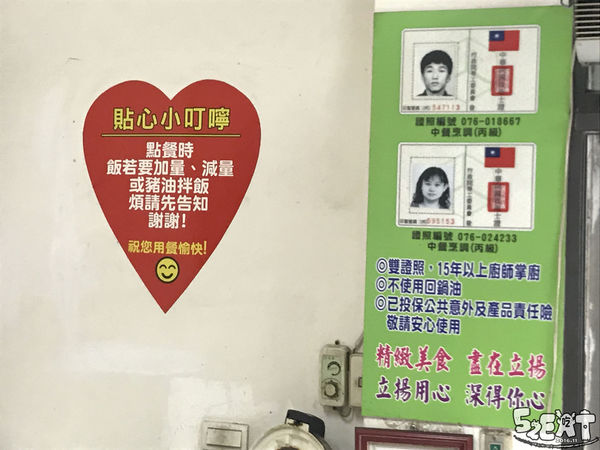 貼心小叮嚀
點餐時
飯若要加量、減量
或豬油拌飯
煩請先告知
謝謝!
祝您用餐愉快!
547113
證照編號 076-018667
中餐烹調(丙級)
595153
證照編號 076-024233
中餐烹調(丙級)
◎雙證照・15年以上廚師掌廚
◎不使用回鍋油
◎已投保公共意外及產品責任險
敬請安心使用
精緻美食 盡在立揚
立揚用心 深得你心
52EAT
2016.11